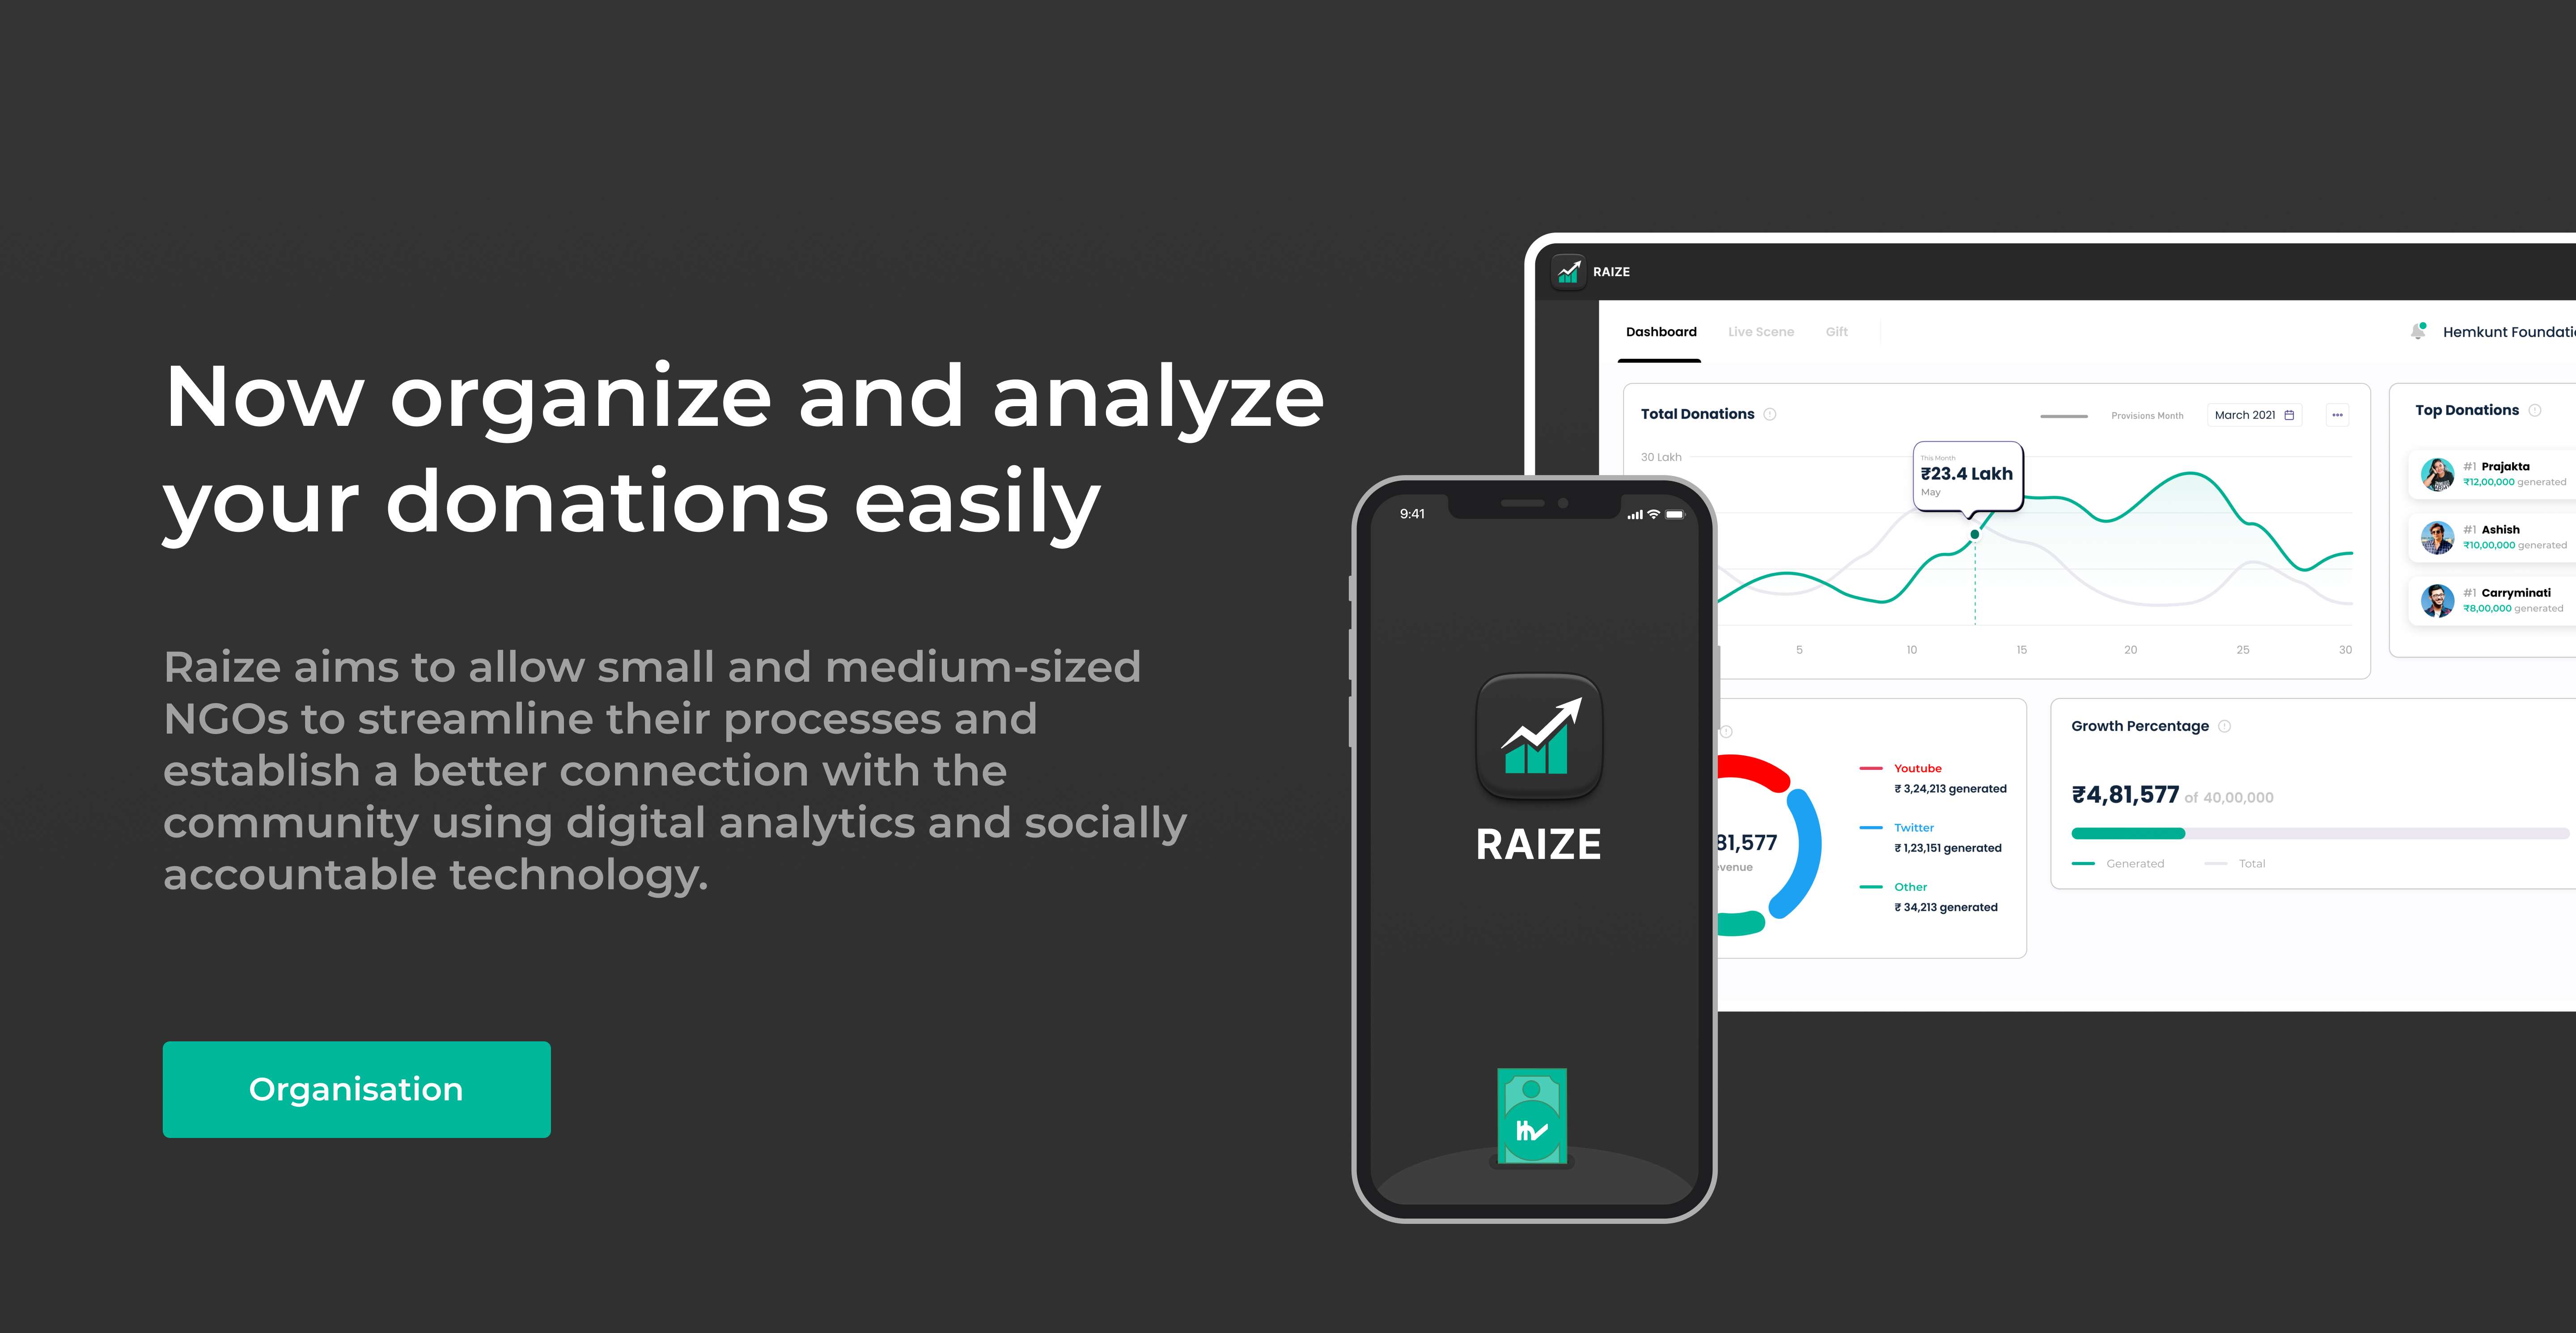 Now organize and analyze
your donations easily
Raize aims to allow small and medium-sized
NGOs to streamline their processes and
establish a better connection with the
community using digital analytics and socially
accountable technology.
Organisation
9:41
RAIZE
RAIZE
Dashboard Live Scene Gift
Hemkunt Foundatio
Total Donations
Provisions Month
March 2021
30 Lakh
This Month
₹23.4 Lakh
May
5 10 15 20 25 30
Top Donations
#1 Prajakta
₹12,00,000 generated
#1 Ashish
₹10,00,000 generated
#1 Carryminati
₹8,00,000 generated
81,577
venue
Youtube
₹ 3,24,213 generated
Twitter
₹ 1,23,151 generated
Other
₹ 34,213 generated
Growth Percentage
₹4,81,577 of 40,00,000
Generated Total